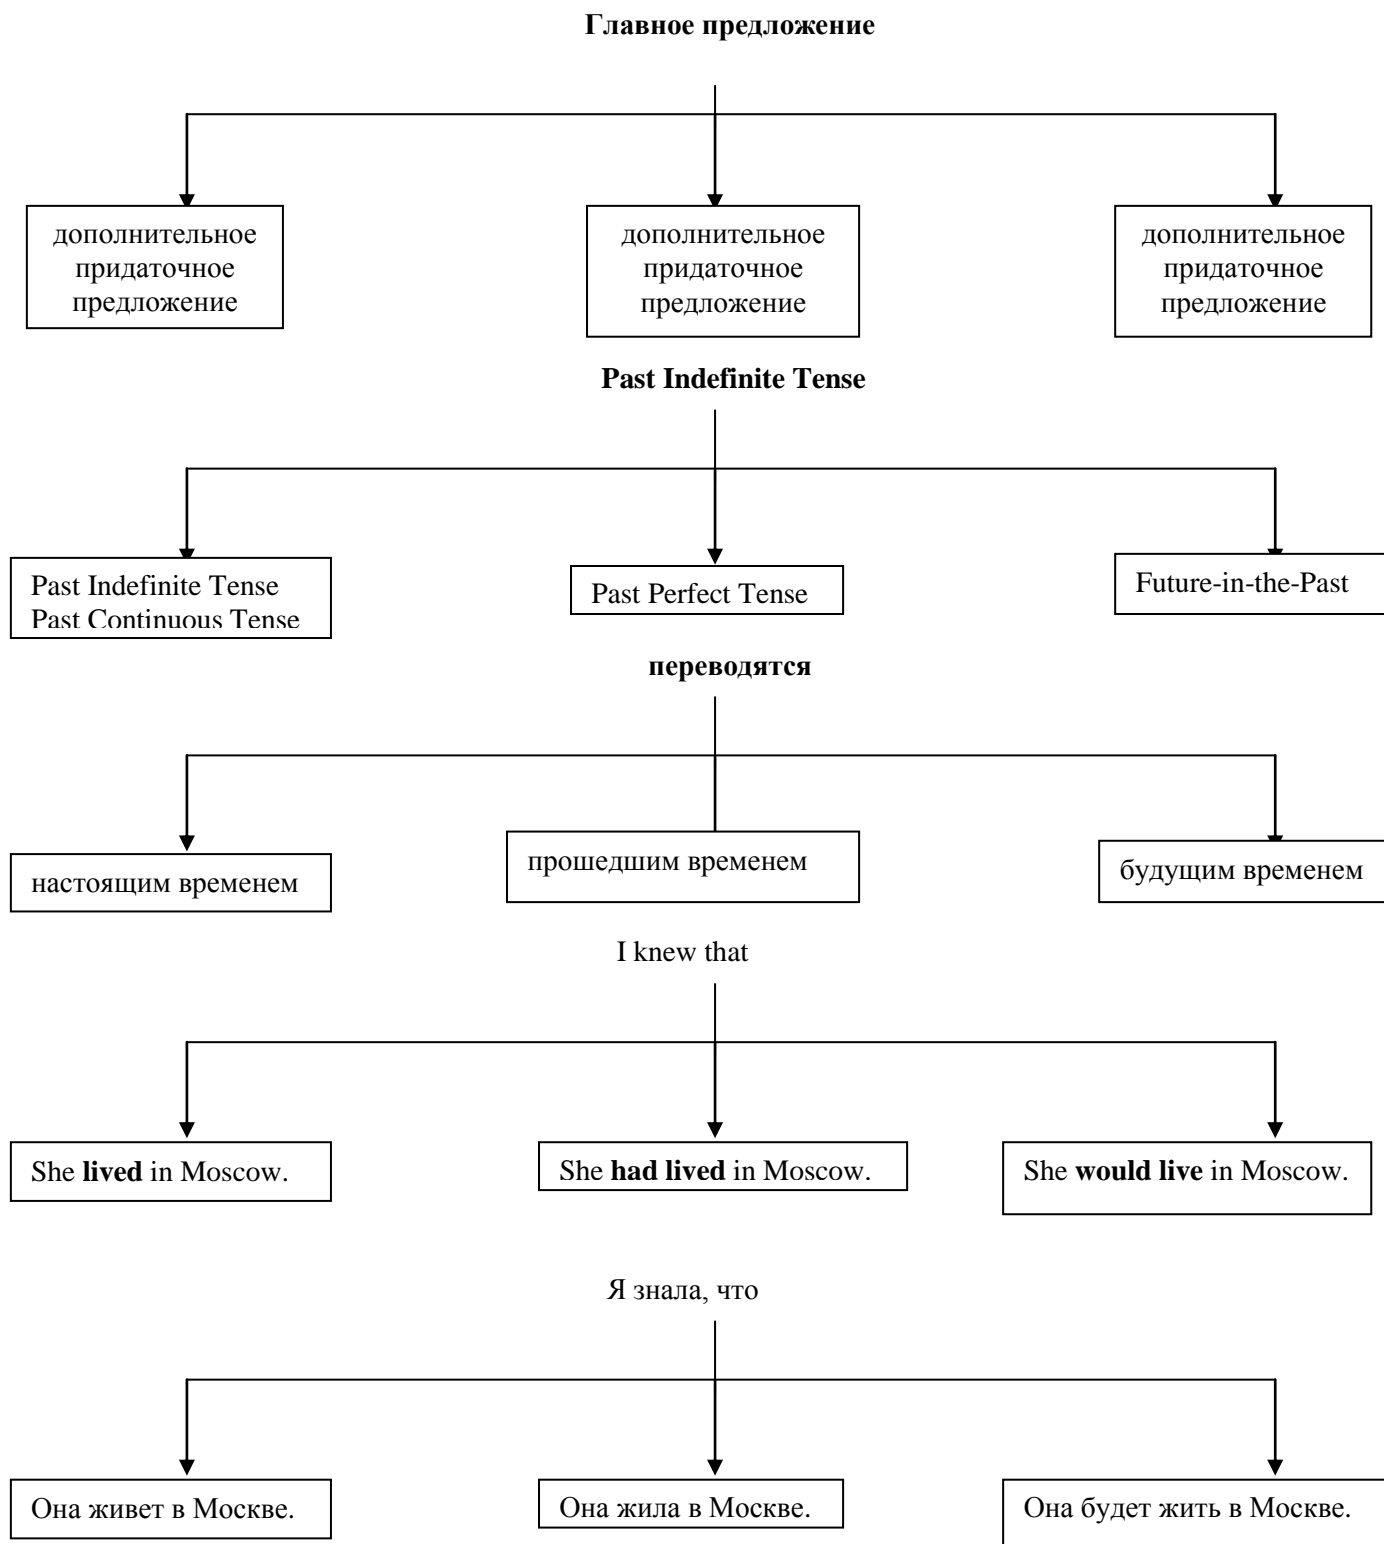 Главное предложение
дополнительное
придаточное
предложение
дополнительное
придаточное
предложение
дополнительное
придаточное
предложение
Past Indefinite Tense
Past Indefinite Tense
Past Continuous Tense
Past Perfect Tense
Future-in-the-Past
переводятся
настоящим временем
прошедшим временем
будущим временем
I knew that
She lived in Moscow.
She had lived in Moscow.
She would live in Moscow.
Я знала, что
Она живет в Москве.
Она жила в Москве.
Она будет жить в Москве.